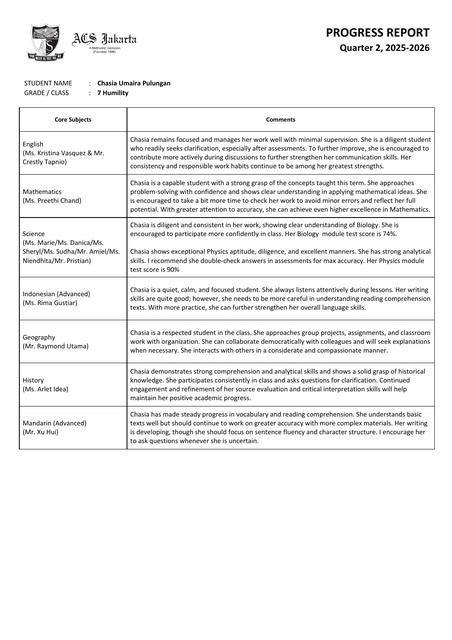 ACS Jakarta
A Methodist Institution
(Founded 1996)
PROGRESS REPORT
Quarter 2, 2025-2026
STUDENT NAME : Chasia Umaira Pulungan
GRADE / CLASS : 7 Humility
Core Subjects
Comments
English
(Ms. Kristina Vasquez & Mr.
Crestly Tapnio)
Chasia remains focused and manages her work well with minimal supervision. She is a diligent student
who readily seeks clarification, especially after assessments. To further improve, she is encouraged to
contribute more actively during discussions to further strengthen her communication skills. Her
consistency and responsible work habits continue to be among her greatest strengths.
Mathematics
(Ms. Preethi Chand)
Chasia is a capable student with a strong grasp of the concepts taught this term. She approaches
problem-solving with confidence and shows clear understanding in applying mathematical ideas. She
is encouraged to take a bit more time to check her work to avoid minor errors and reflect her full
potential. With greater attention to accuracy, she can achieve even higher excellence in Mathematics.
Science
(Ms. Marie/Ms. Danica/Ms.
Sheryl/Ms. Sudha/Mr. Amiel/Ms.
Niendhita/Mr. Pristian)
Chasia is diligent and consistent in her work, showing clear understanding of Biology. She is
encouraged to participate more confidently in class. Her Biology module test score is 74%.
Chasia shows exceptional Physics aptitude, diligence, and excellent manners. She has strong analytical
skills. I recommend she double-check answers in assessments for max accuracy. Her Physics module
test score is 90%
Indonesian (Advanced)
(Ms. Rima Gustiar)
Chasia is a quiet, calm, and focused student. She always listens attentively during lessons. Her writing
skills are quite good; however, she needs to be more careful in understanding reading comprehension
texts. With more practice, she can further strengthen her overall language skills.
Geography
(Mr. Raymond Utama)
Chasia is a respected student in the class. She approaches group projects, assignments, and classroom
work with organization. She can collaborate democratically with colleagues and will seek explanations
when necessary. She interacts with others in a considerate and compassionate manner.
History
(Ms. Arlet Idea)
Chasia demonstrates strong comprehension and analytical skills and shows a solid grasp of historical
knowledge. She participates consistently in class and asks questions for clarification. Continued
engagement and refinement of her source evaluation and critical interpretation skills will help
maintain her positive academic progress.
Mandarin (Advanced)
(Mr. Xu Hui)
Chasia has made steady progress in vocabulary and reading comprehension. She understands basic
texts well but should continue to work on greater accuracy with more complex materials. Her writing
is developing, though she should focus on sentence fluency and character structure. I encourage her
to ask questions whenever she is uncertain.